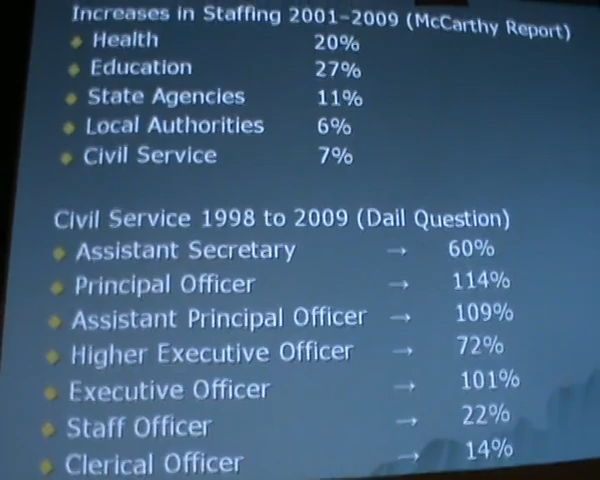 Increases in Staffing 2001-2009 (McCarthy Report)
Health 20%
Education 27%
State Agencies 11%
Local Authorities 6%
Civil Service 7%
Civil Service 1998 to 2009 (Dail Question)
Assistant Secretary → 60%
Principal Officer → 114%
Assistant Principal Officer → 109%
Higher Executive Officer → 72%
Executive Officer → 101%
Staff Officer → 22%
Clerical Officer → 14%